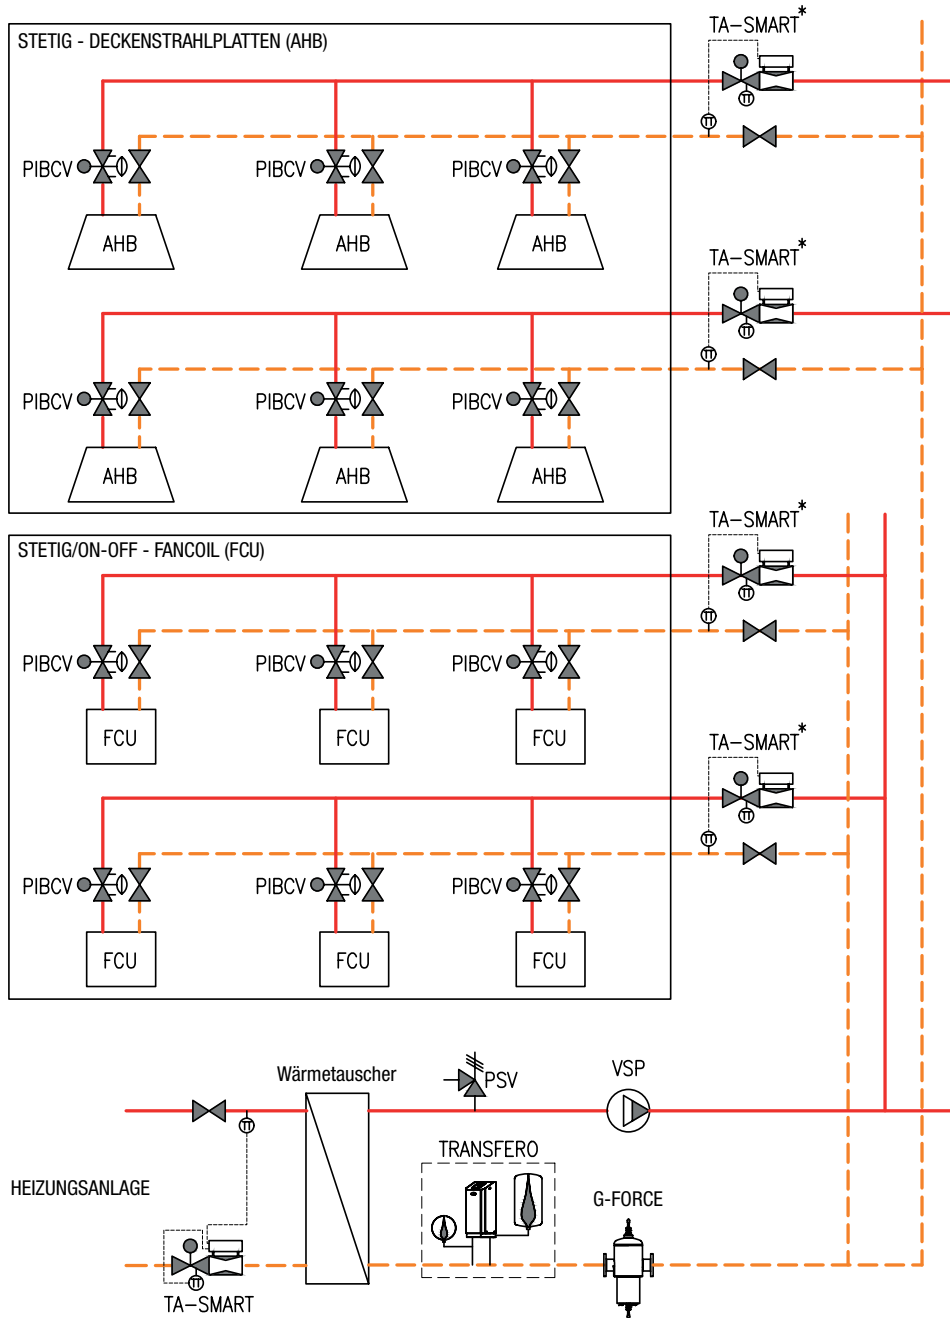 STETIG - DECKENSTRAHLPLATTEN (AHB)
TA-SMART*
PIBCV
PIBCV
PIBCV
AHB
AHB
AHB
TA-SMART*
PIBCV
PIBCV
PIBCV
AHB
AHB
AHB
TA-SMART*
STETIG/ON-OFF - FANCOIL (FCU)
PIBCV
PIBCV
PIBCV
FCU
FCU
FCU
TA-SMART*
PIBCV
PIBCV
PIBCV
FCU
FCU
FCU
Wärmetauscher
PSV
VSP
TRANSFERO
HEIZUNGSANLAGE
G-FORCE
TA-SMART